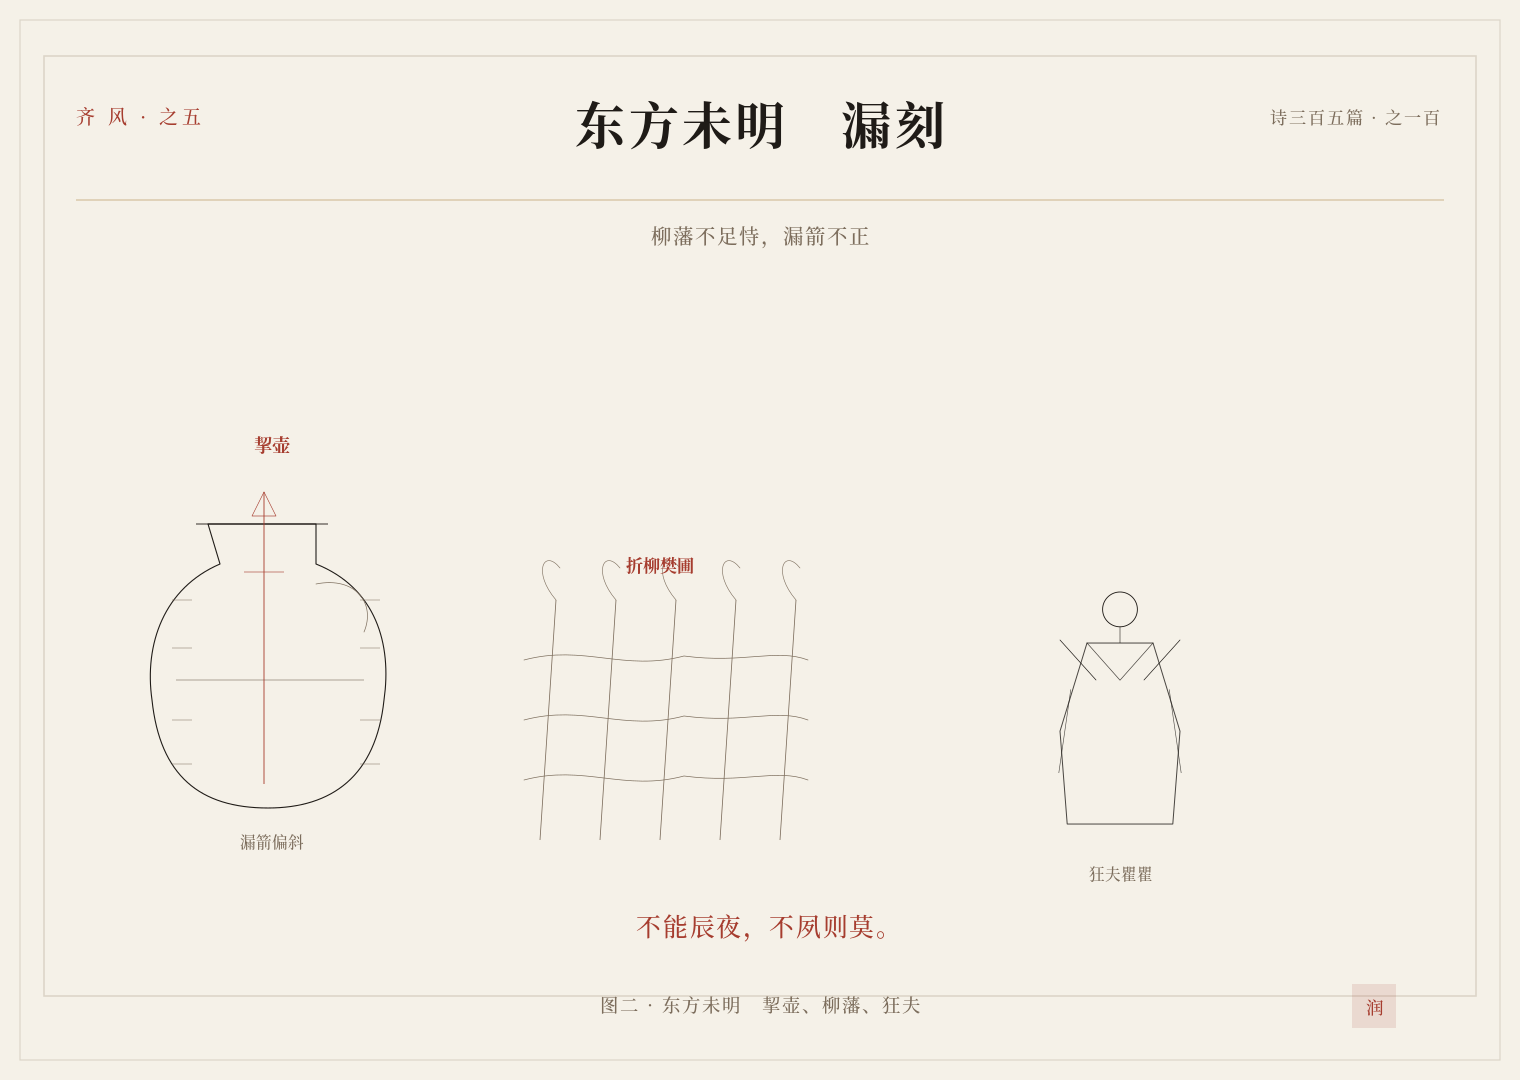 齐 风 · 之五
东方未明　漏刻
诗三百五篇 · 之一百
柳藩不足恃，漏箭不正
挈壶
折柳樊圃
漏箭偏斜
狂夫瞿瞿
不能辰夜，不夙则莫。
图二 · 东方未明　挈壶、柳藩、狂夫
润